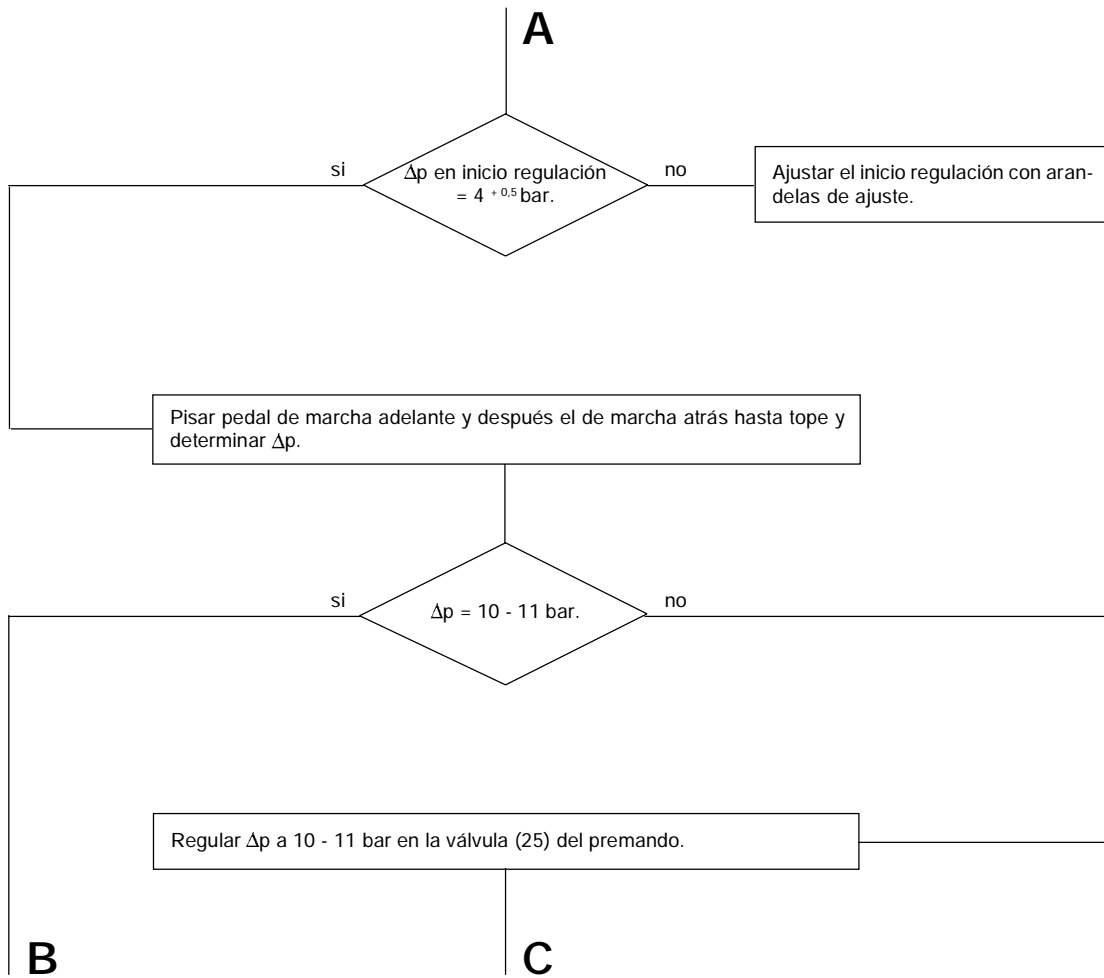 A
si
Δp en inicio regulación
= 4 + 0,5 bar.
no
Ajustar el inicio regulación con aran-
delas de ajuste.
Pisar pedal de marcha adelante y después el de marcha atrás hasta tope y
determinar Δp.
si
Δp = 10 - 11 bar.
no
Regular Δp a 10 - 11 bar en la válvula (25) del premando.
B
C